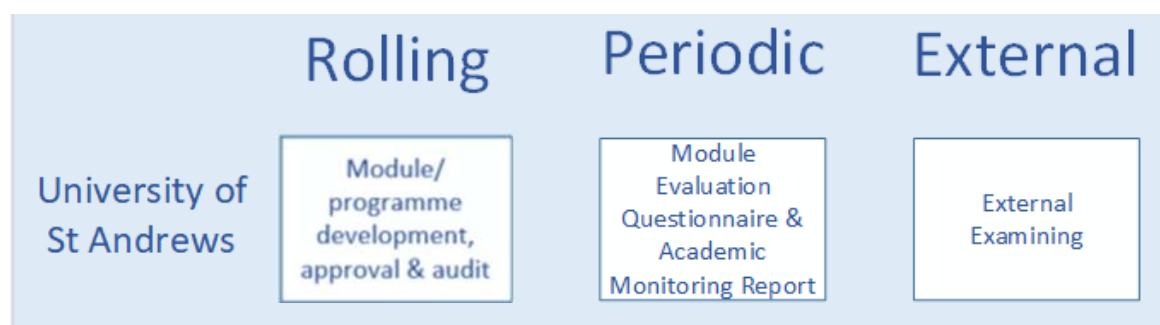 Rolling
Periodic
External
University of
St Andrews
Module/
programme
development,
approval & audit
Module
Evaluation
Questionnaire &
Academic
Monitoring Report
External
Examining